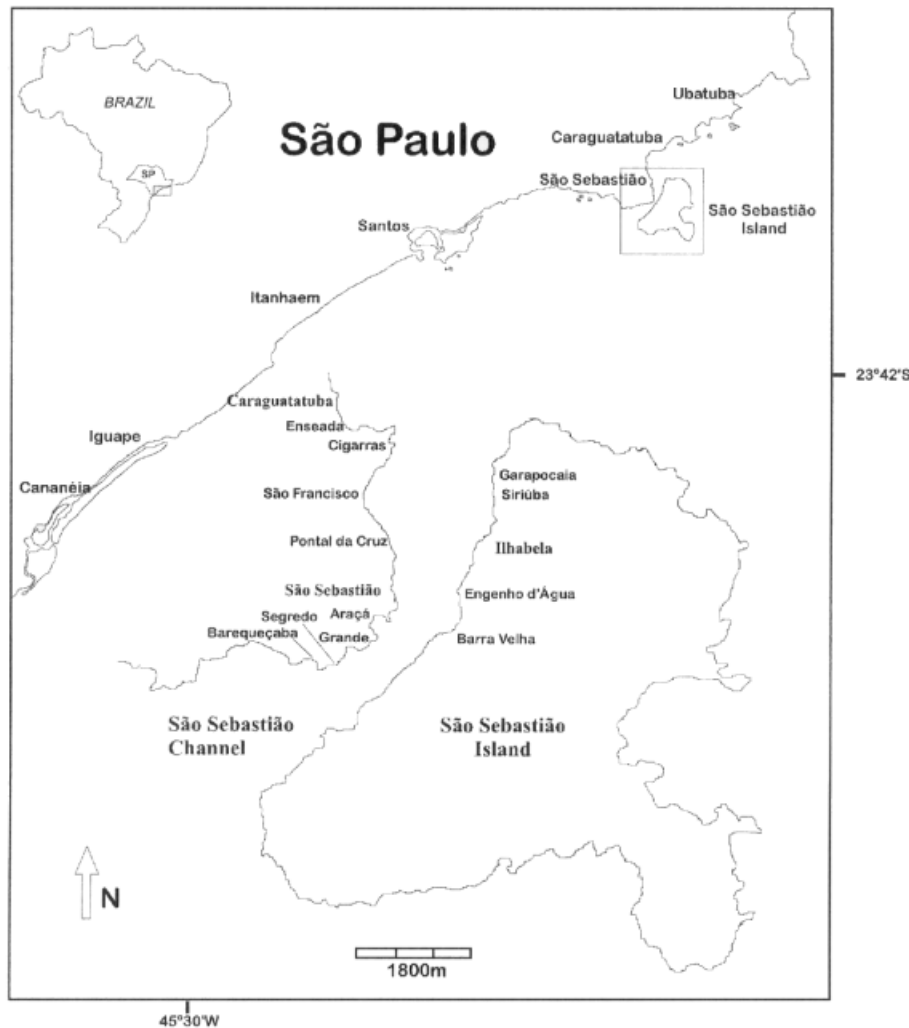 BRAZIL
SP
São Paulo
Ubatuba
Caraguatatuba
São Sebastião
São Sebastião
Island
Santos
Itanhaem
23°42'S
Iguape
Cananéia
Caraguatatuba
Enseada
Cigarras
São Francisco
Pontal da Cruz
São Sebastião
Segredo
Araçá
Barequeçaba
Grande
Garapocaia
Siriúba
Ilhabela
Engenho d'Água
Barra Velha
São Sebastião
Channel
São Sebastião
Island
N
1800m
45°30'W